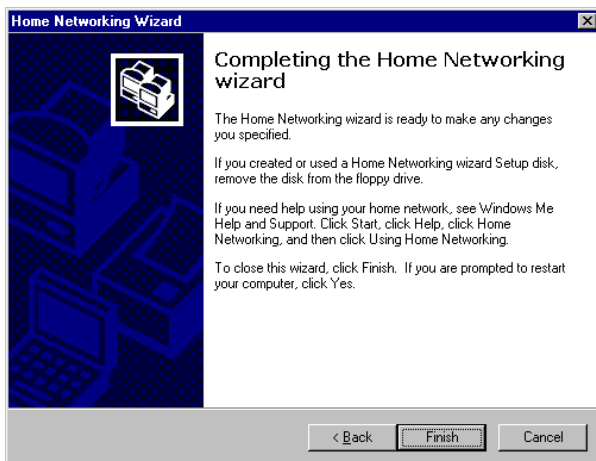 Home Networking Wizard
Completing the Home Networking
wizard
The Home Networking wizard is ready to make any changes
you specified.
If you created or used a Home Networking wizard Setup disk,
remove the disk from the floppy drive.
If you need help using your home network, see Windows Me
Help and Support. Click Start, click Help, click Home
Networking, and then click Using Home Networking.
To close this wizard, click Finish.  If you are prompted to restart
your computer, click Yes.
< Back
Finish
Cancel